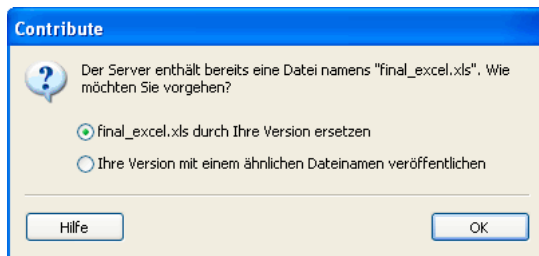 Contribute
Der Server enthält bereits eine Datei namens "final_excel.xls". Wie
möchten Sie vorgehen?
final_excel.xls durch Ihre Version ersetzen
Ihre Version mit einem ähnlichen Dateinamen veröffentlichen
Hilfe
OK